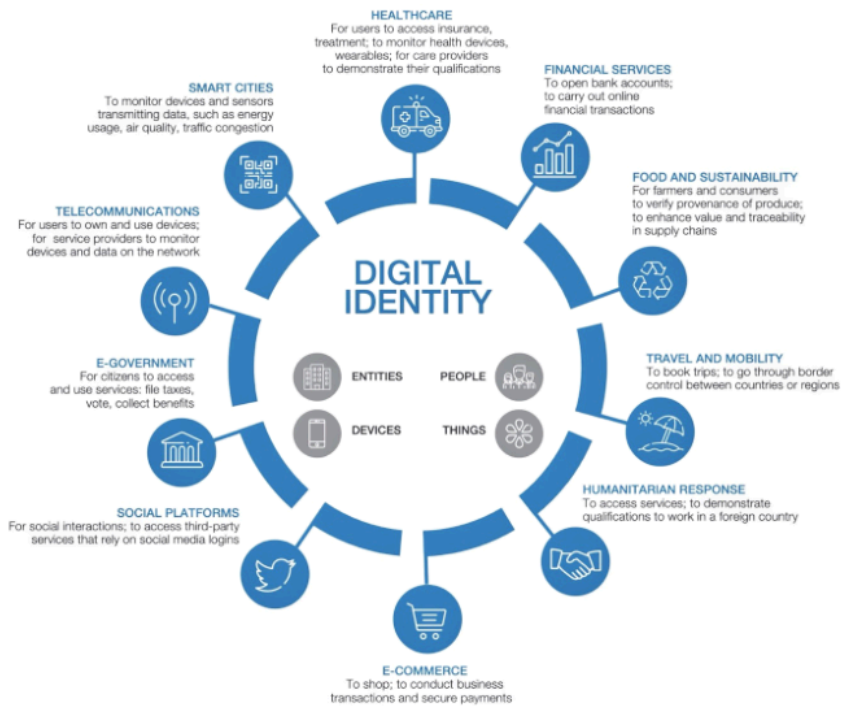 HEALTHCARE
For users to access insurance,
treatment; to monitor health devices,
wearables; for care providers
to demonstrate their qualifications
FINANCIAL SERVICES
To open bank accounts;
to carry out online
financial transactions
FOOD AND SUSTAINABILITY
For farmers and consumers
to verify provenance of produce;
to enhance value and traceability
in supply chains
TRAVEL AND MOBILITY
To book trips; to go through border
control between countries or regions
HUMANITARIAN RESPONSE
To access services; to demonstrate
qualifications to work in a foreign country
E-COMMERCE
To shop; to conduct business
transactions and secure payments
SOCIAL PLATFORMS
For social interactions; to access third-party
services that rely on social media logins
E-GOVERNMENT
For citizens to access
and use services: file taxes,
vote, collect benefits
TELECOMMUNICATIONS
For users to own and use devices;
for service providers to monitor
devices and data on the network
SMART CITIES
To monitor devices and sensors
transmitting data, such as energy
usage, air quality, traffic congestion
DIGITAL
IDENTITY
ENTITIES
PEOPLE
DEVICES
THINGS